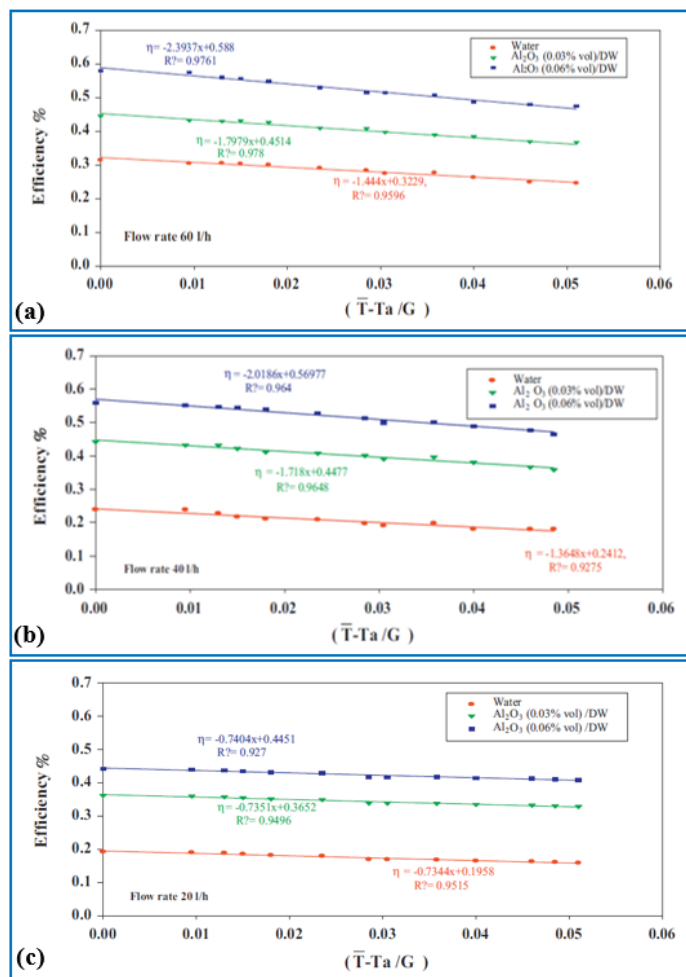 0.7
0.6
0.5
0.4
0.3
0.2
0.1
0.0
Efficiency %
η = -2.3937x+0.588
R?= 0.9761
Water
Al₂O₃ (0.03% vol)/DW
Al₂O₃ (0.06% vol)/DW
η = -1.7979x+0.4514
R?= 0.978
η = -1.444x+0.3229,
R?= 0.9596
Flow rate 60 l/h
0.00 0.01 0.02 0.03 0.04 0.05 0.06
(a)
( T̅-Ta /G )
0.7
0.6
0.5
0.4
0.3
0.2
0.1
0.0
Efficiency %
η = -2.0186x+0.56977
R?= 0.964
Water
Al₂ O₃ (0.03% vol)/DW
Al₂ O₃ (0.06% vol)/DW
η = -1.718x+0.4477
R?= 0.9648
η = -1.3648x+0.2412,
R?= 0.9275
Flow rate 40 l/h
0.00 0.01 0.02 0.03 0.04 0.05 0.06
(b)
( T̅-Ta /G )
0.7
0.6
0.5
0.4
0.3
0.2
0.1
0.0
Efficiency %
Water
Al₂O₃ (0.03% vol) /DW
Al₂O₃ (0.06% vol) /DW
η = -0.7404x+0.4451
R?= 0.927
η = -0.7351x+0.3652
R?= 0.9496
η = -0.7344x+0.1958
R?= 0.9515
Flow rate 20 l/h
0.00 0.01 0.02 0.03 0.04 0.05 0.06
(c)
( T̅-Ta /G )